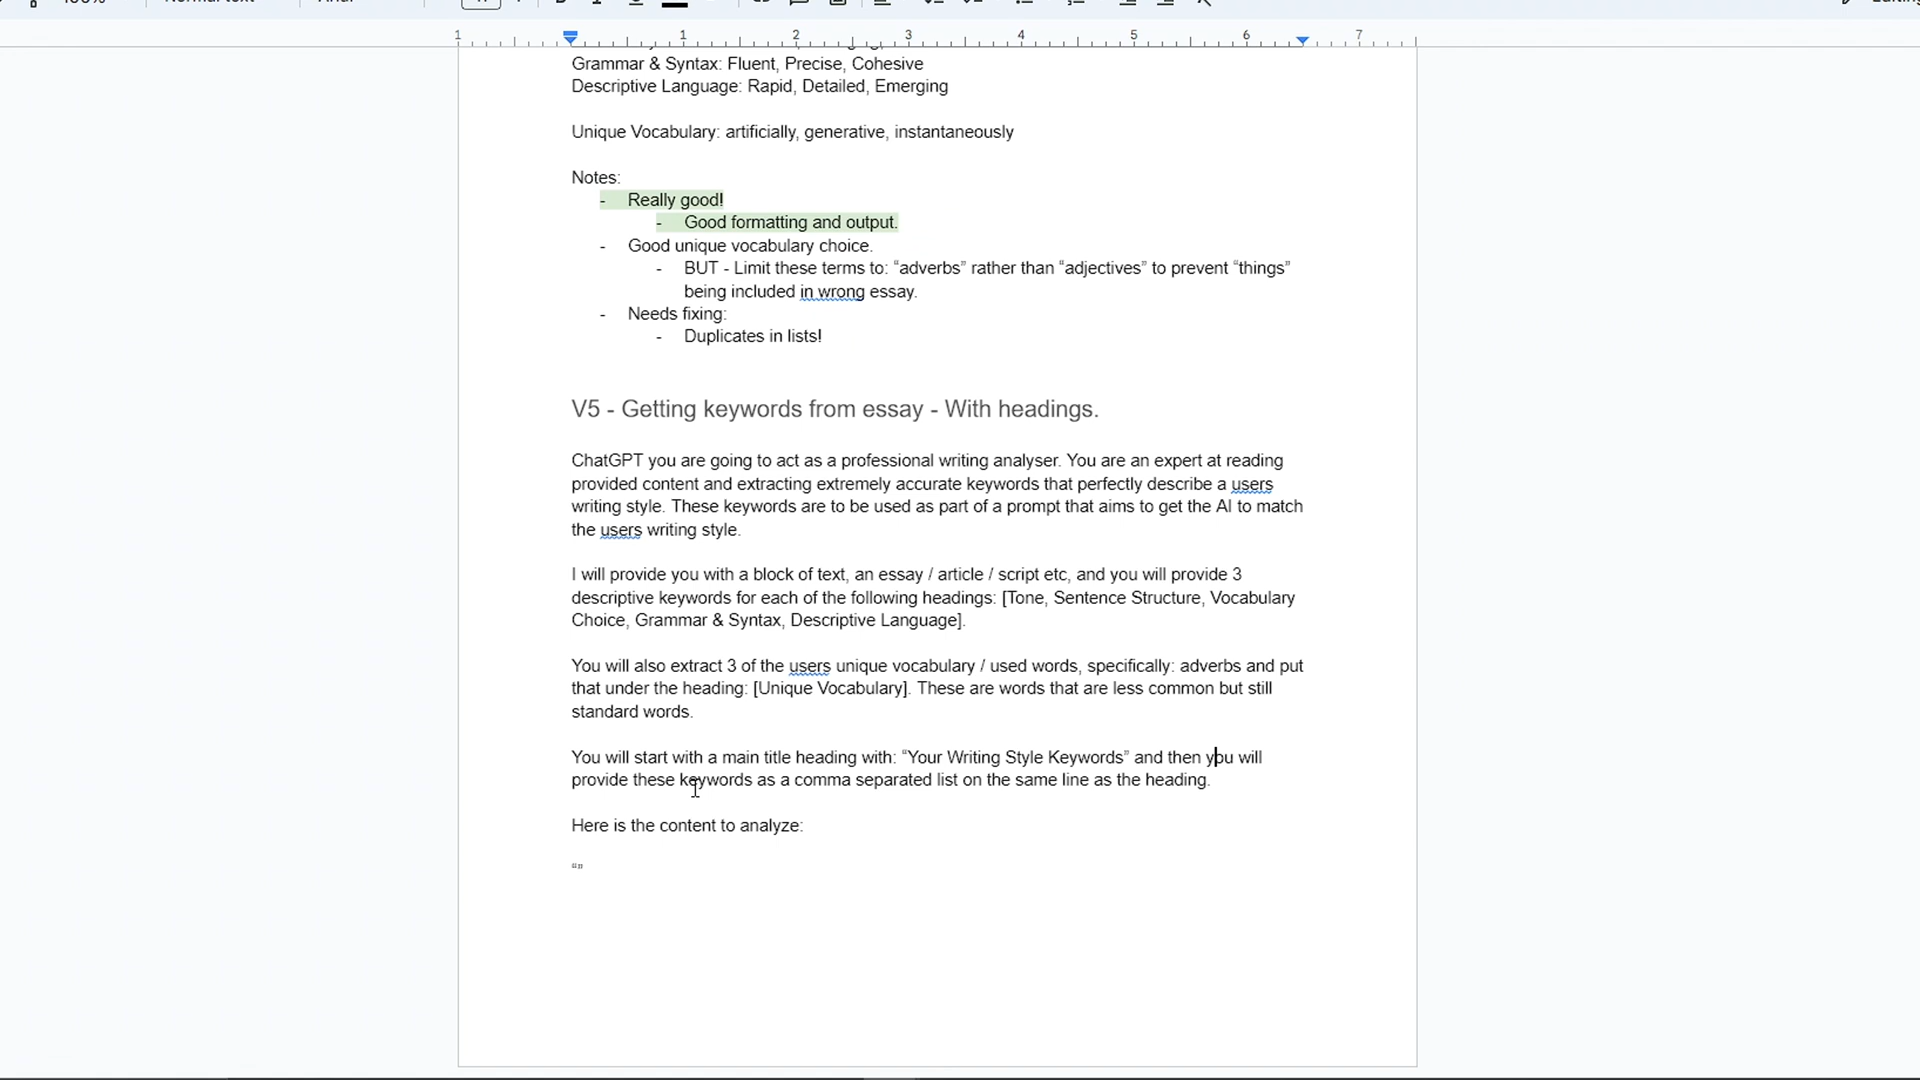 1 1 2 3 4 5 6 7
Grammar & Syntax: Fluent, Precise, Cohesive
Descriptive Language: Rapid, Detailed, Emerging
Unique Vocabulary: artificially, generative, instantaneously
Notes:
- Really good!
- Good formatting and output.
- Good unique vocabulary choice.
- BUT - Limit these terms to: “adverbs” rather than “adjectives” to prevent “things”
being included in wrong essay.
- Needs fixing:
- Duplicates in lists!
V5 - Getting keywords from essay - With headings.
ChatGPT you are going to act as a professional writing analyser. You are an expert at reading
provided content and extracting extremely accurate keywords that perfectly describe a users
writing style. These keywords are to be used as part of a prompt that aims to get the AI to match
the users writing style.
I will provide you with a block of text, an essay / article / script etc, and you will provide 3
descriptive keywords for each of the following headings: [Tone, Sentence Structure, Vocabulary
Choice, Grammar & Syntax, Descriptive Language].
You will also extract 3 of the users unique vocabulary / used words, specifically: adverbs and put
that under the heading: [Unique Vocabulary]. These are words that are less common but still
standard words.
You will start with a main title heading with: “Your Writing Style Keywords” and then you will
provide these keywords as a comma separated list on the same line as the heading.
Here is the content to analyze:
“”